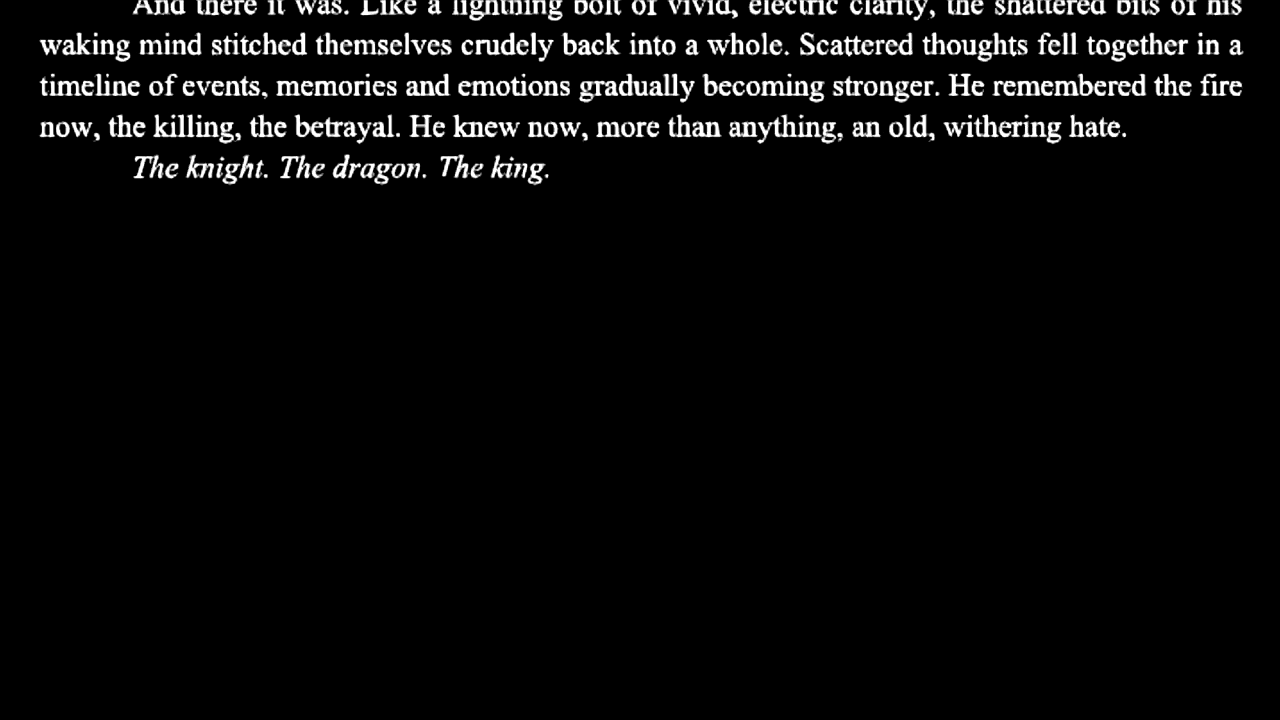 And there it was. Like a lightning bolt of vivid, electric clarity, the shattered bits of his
waking mind stitched themselves crudely back into a whole. Scattered thoughts fell together in a
timeline of events, memories and emotions gradually becoming stronger. He remembered the fire
now, the killing, the betrayal. He knew now, more than anything, an old, withering hate.
The knight. The dragon. The king.